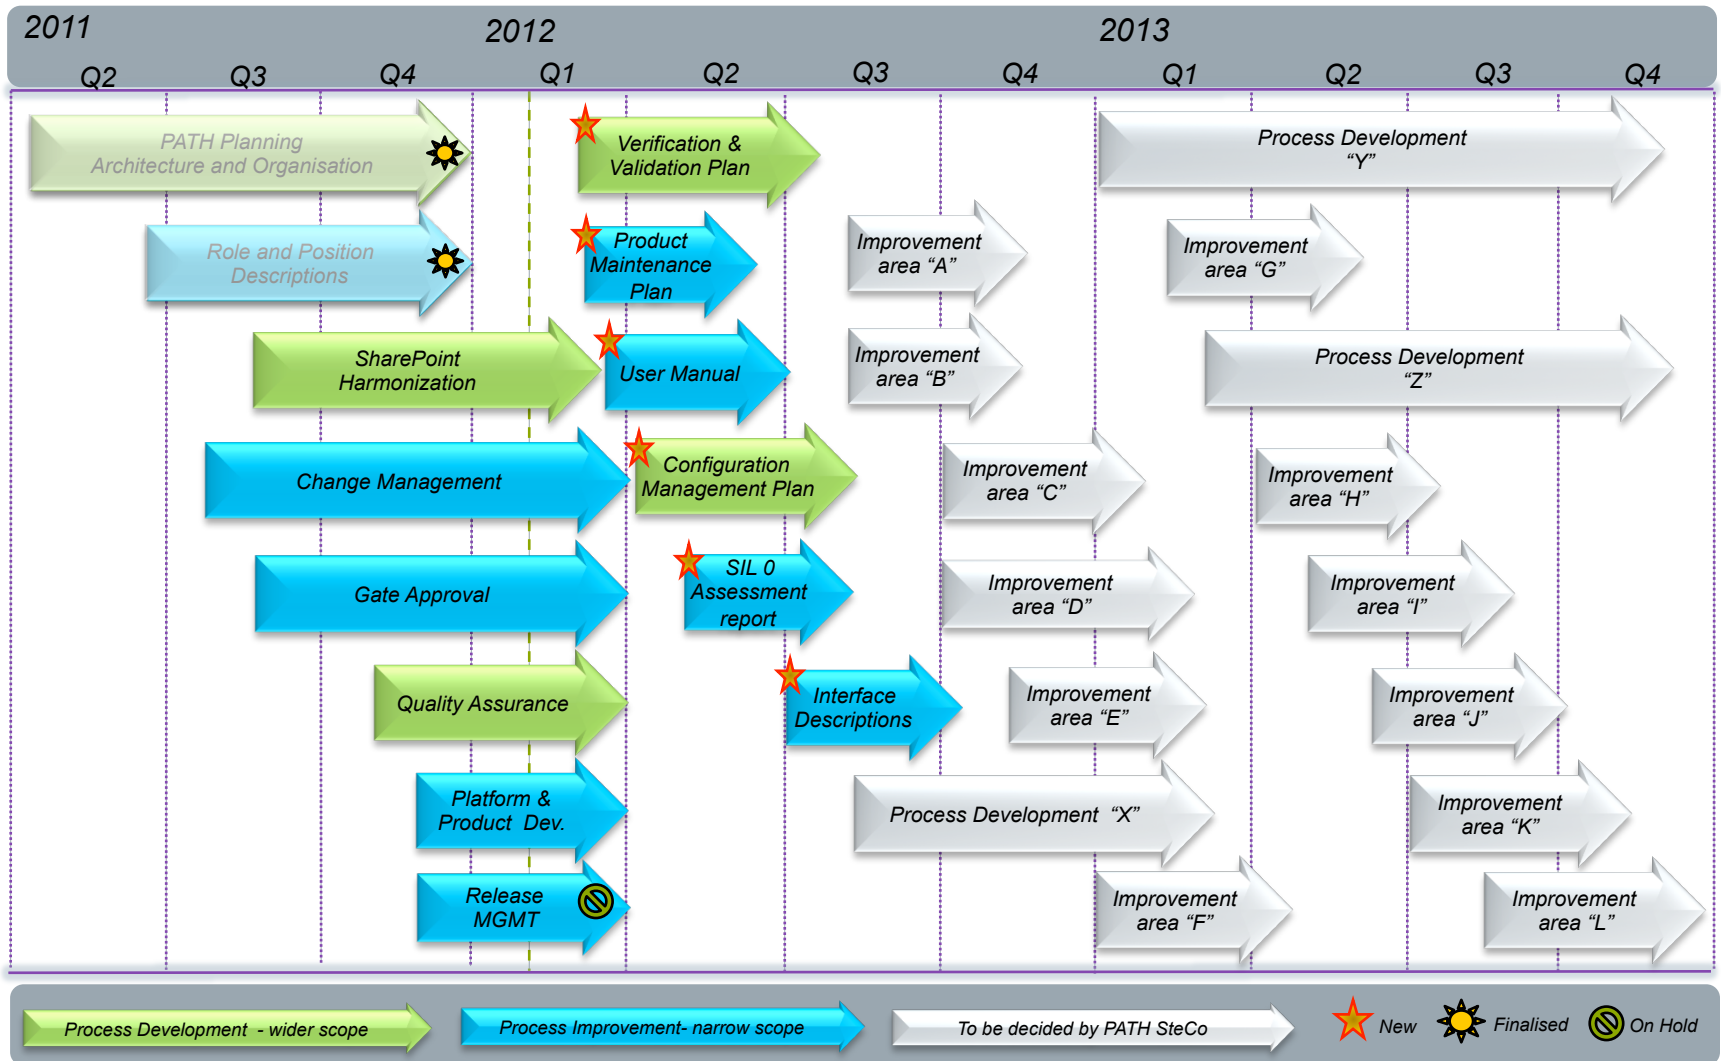 2011
2012
2013
Q2
Q3
Q4
Q1
Q2
Q3
Q4
Q1
Q2
Q3
Q4
PATH Planning
Architecture and Organisation
Verification &
Validation Plan
Process Development
“Y”
Role and Position
Descriptions
Product
Maintenance
Plan
Improvement
area “A”
Improvement
area “G”
SharePoint
Harmonization
User Manual
Improvement
area “B”
Process Development
“Z”
Change Management
Configuration
Management Plan
Improvement
area “C”
Improvement
area “H”
Gate Approval
SIL 0
Assessment
report
Improvement
area “D”
Improvement
area “I”
Quality Assurance
Interface
Descriptions
Improvement
area “E”
Improvement
area “J”
Platform &
Product Dev.
Process Development “X”
Improvement
area “K”
Release
MGMT
Improvement
area “F”
Improvement
area “L”
Process Development - wider scope
Process Improvement- narrow scope
To be decided by PATH SteCo
New
Finalised
On Hold